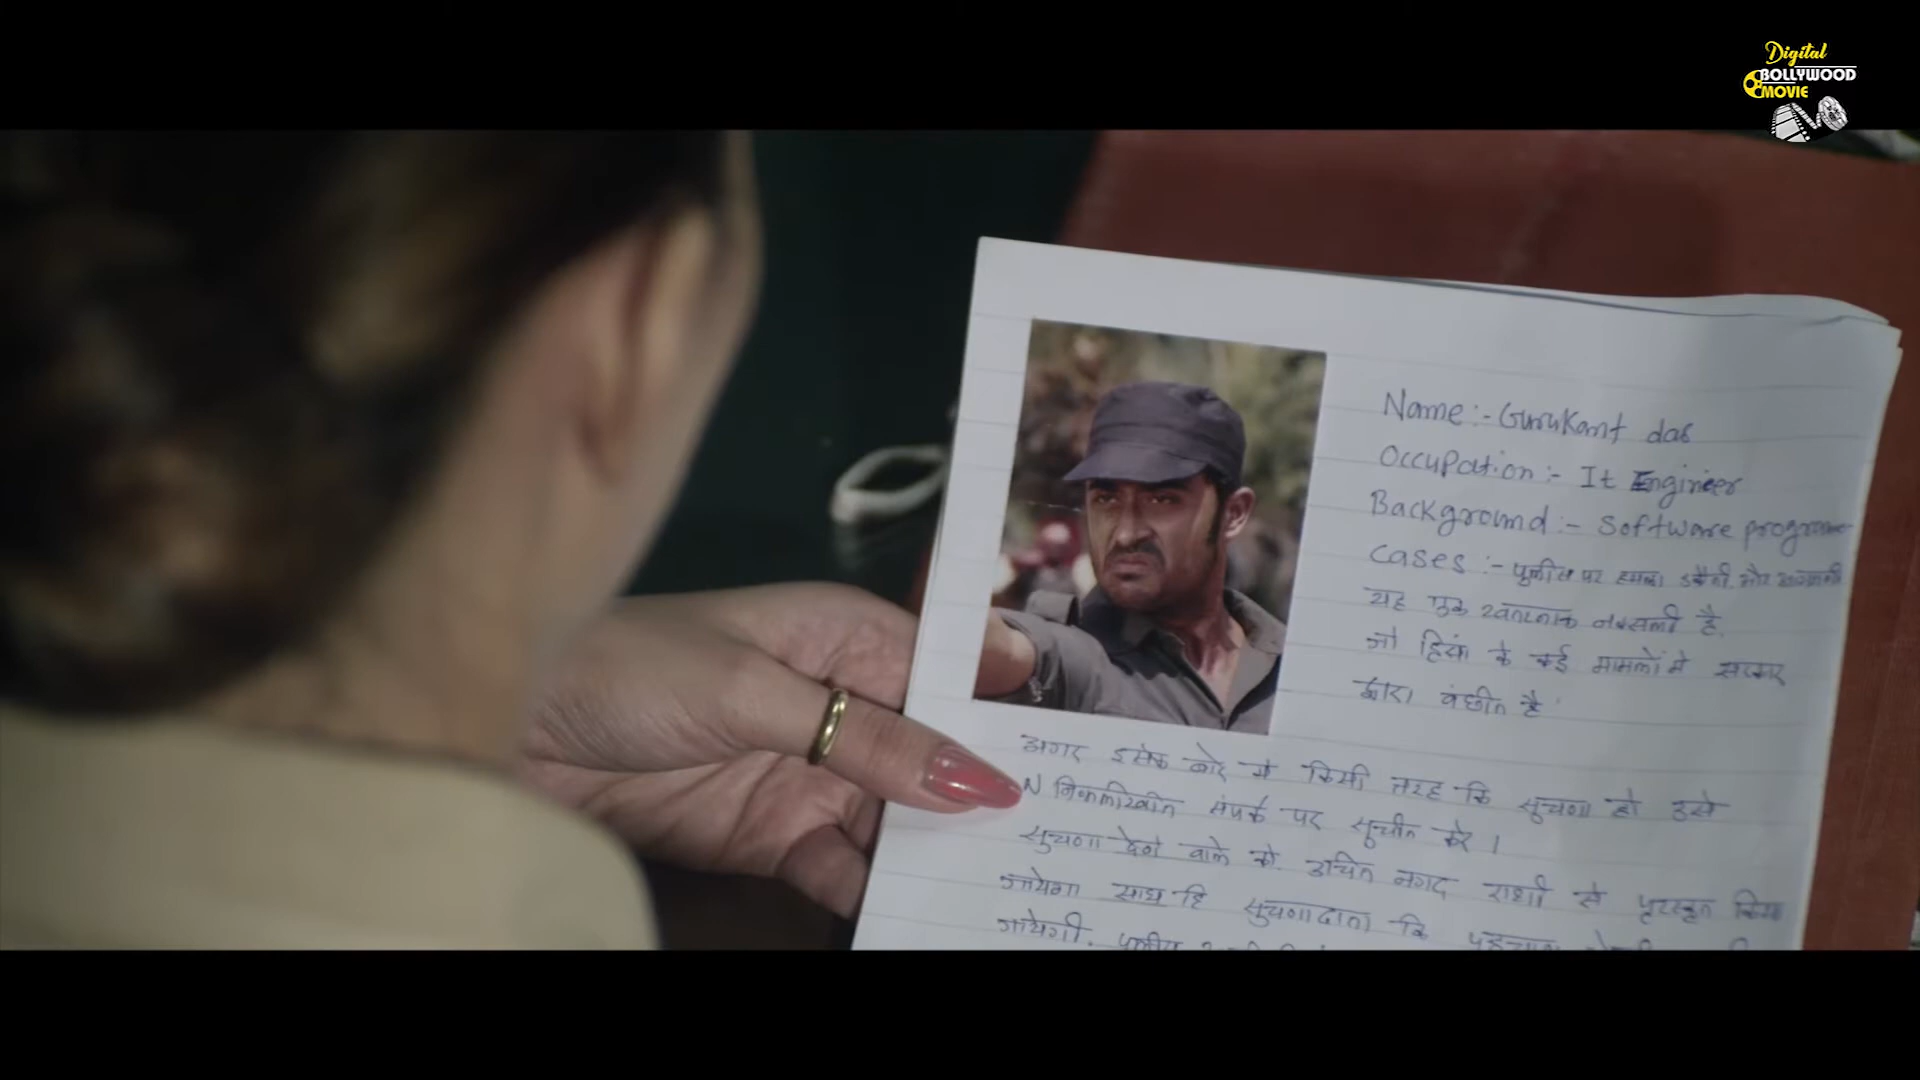 Digital
BOLLYWOOD
MOVIE
Name:- Gurukant das
Occupation:- It Engineer
Background:- Software programe
Cases:- पुलीस पर हमला डकैती. और
यह एक खतरनाक नक्सली है.
जो हिंसा के कई मामलों मे सरकार
द्वारा वंछीत है
अगर इसके बारे मे किसी तरह कि सुचना हो उसे
निम्नलीखीत संपर्क पर सुचीत करे ।
सुचना देने वाले को उचित नगद राशी से पुरस्कृत किया
जायेगा साथ हि सुचनादाता कि पहचान
जायेगी.